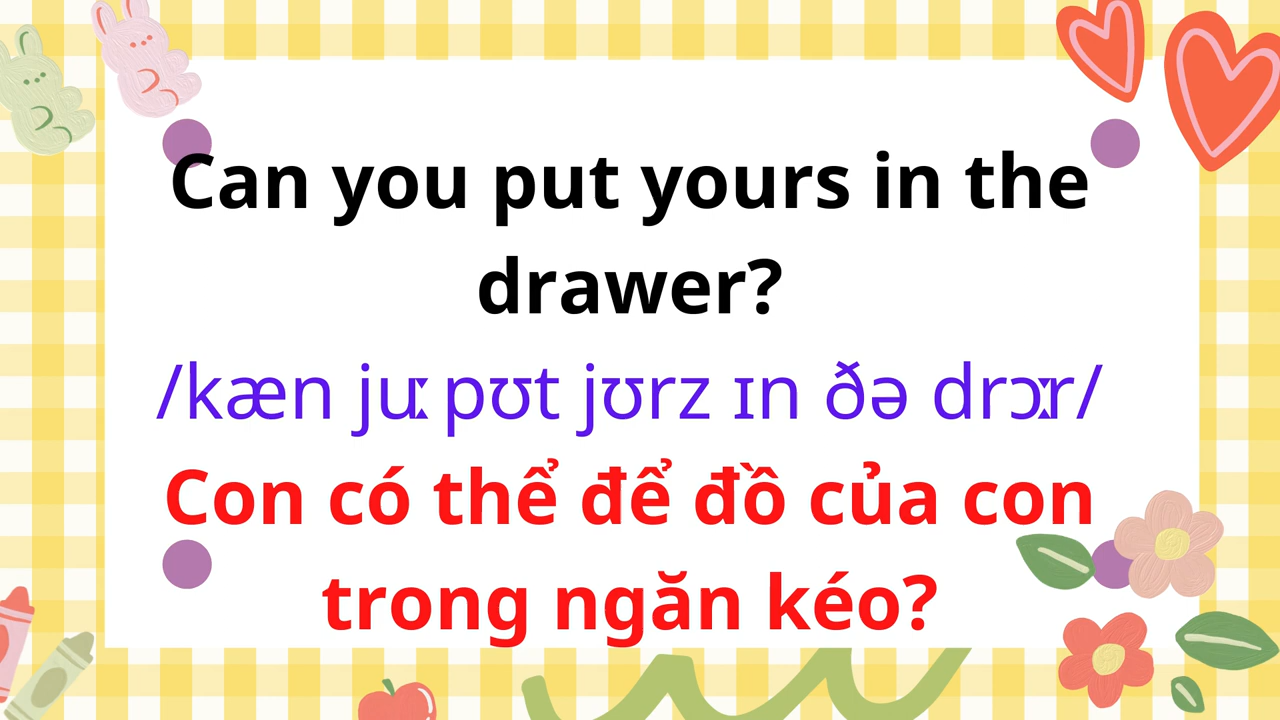 Can you put yours in the
drawer?
/kæn juː pʊt jʊrz ɪn ðə drɔːr/
Con có thể để đồ của con
trong ngăn kéo?